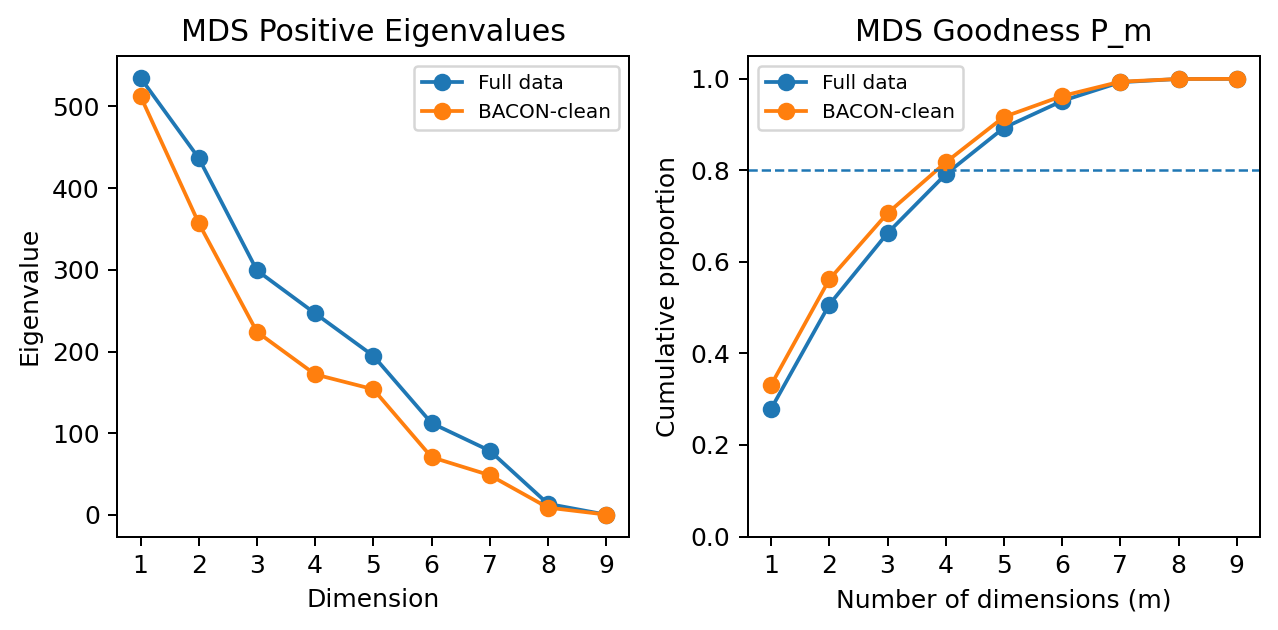 MDS Positive Eigenvalues
Eigenvalue
500
400
300
200
100
0
Full data
BACON-clean
1 2 3 4 5 6 7 8 9
Dimension
MDS Goodness P_m
Cumulative proportion
1.0
0.8
0.6
0.4
0.2
0.0
Full data
BACON-clean
1 2 3 4 5 6 7 8 9
Number of dimensions (m)